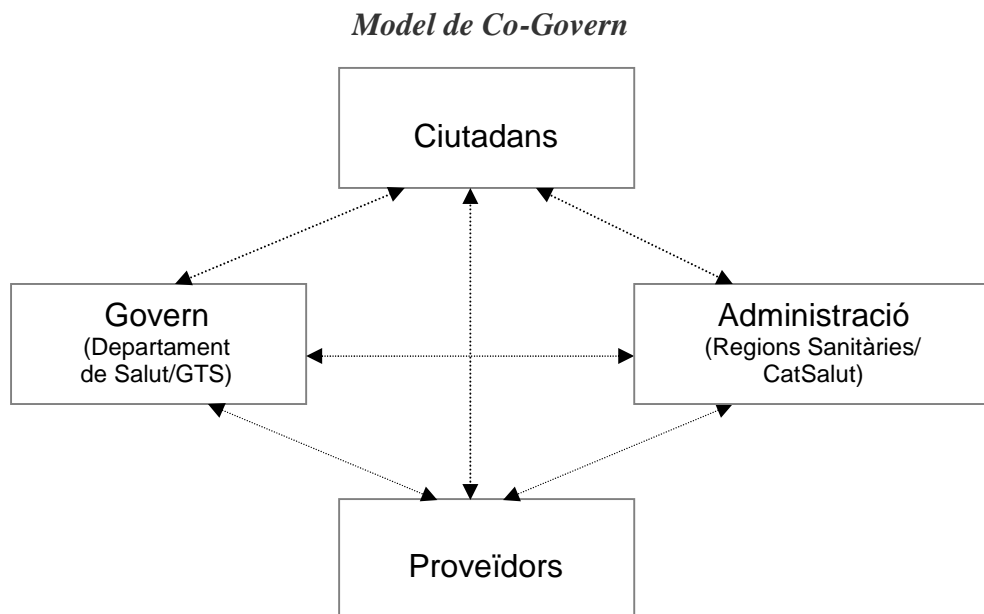 Model de Co-Govern
Ciutadans
Govern
(Departament
de Salut/GTS)
Administració
(Regions Sanitàries/
CatSalut)
Proveïdors